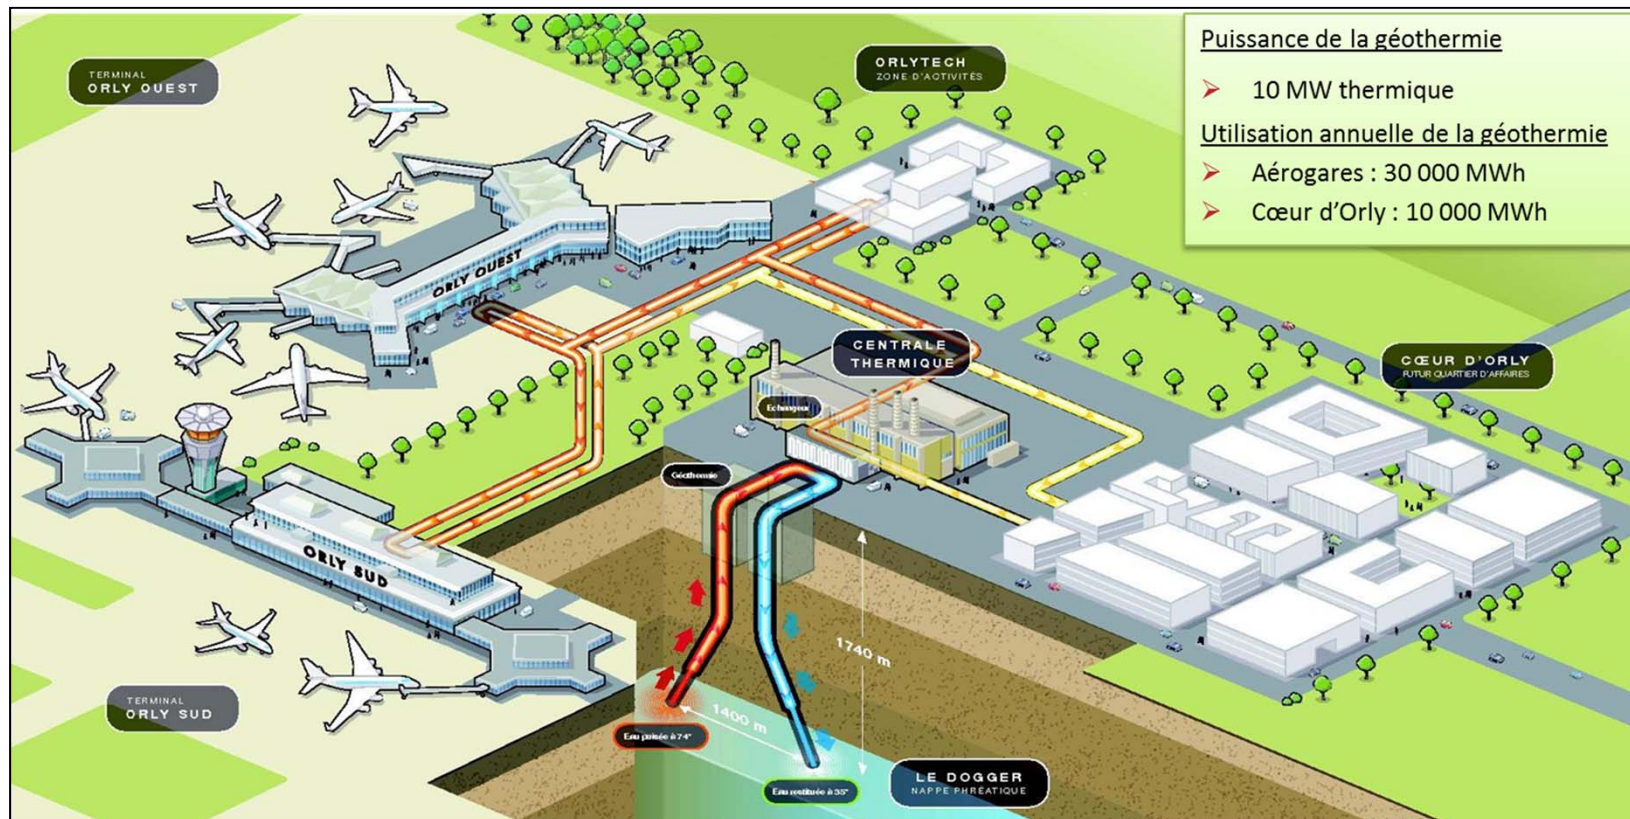 TERMINAL
ORLY OUEST
ORLYTECH
ZONE D'ACTIVITÉS
Puissance de la géothermie
10 MW thermique
Utilisation annuelle de la géothermie
Aérogares : 30 000 MWh
Cœur d'Orly : 10 000 MWh
ORLY OUEST
CENTRALE
THERMIQUE
CŒUR D'ORLY
FUTUR QUARTIER D'AFFAIRES
Echangeur
Géothermie
ORLY SUD
1740 m
1400 m
TERMINAL
ORLY SUD
Eau puisée à 74°
Eau restituée à 35°
LE DOGGER
NAPPE PHRÉATIQUE